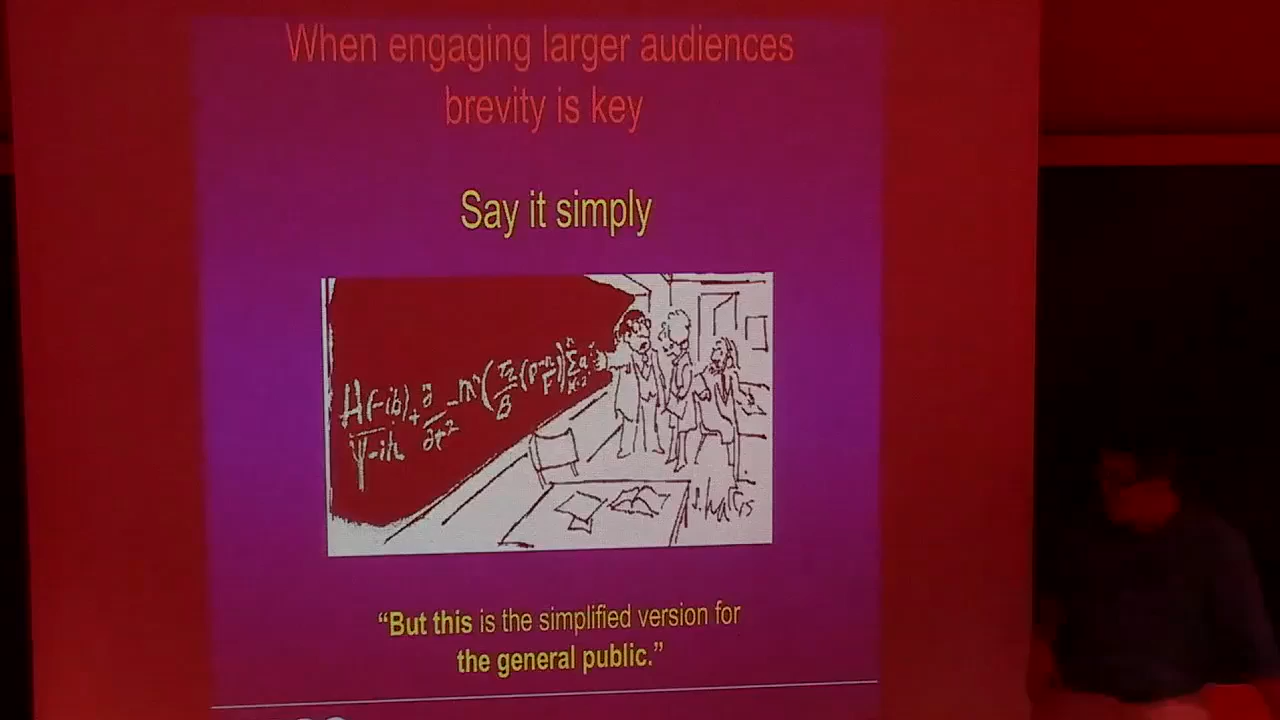 When engaging larger audiences
brevity is key
Say it simply
S. Harris
“But this is the simplified version for
the general public.”